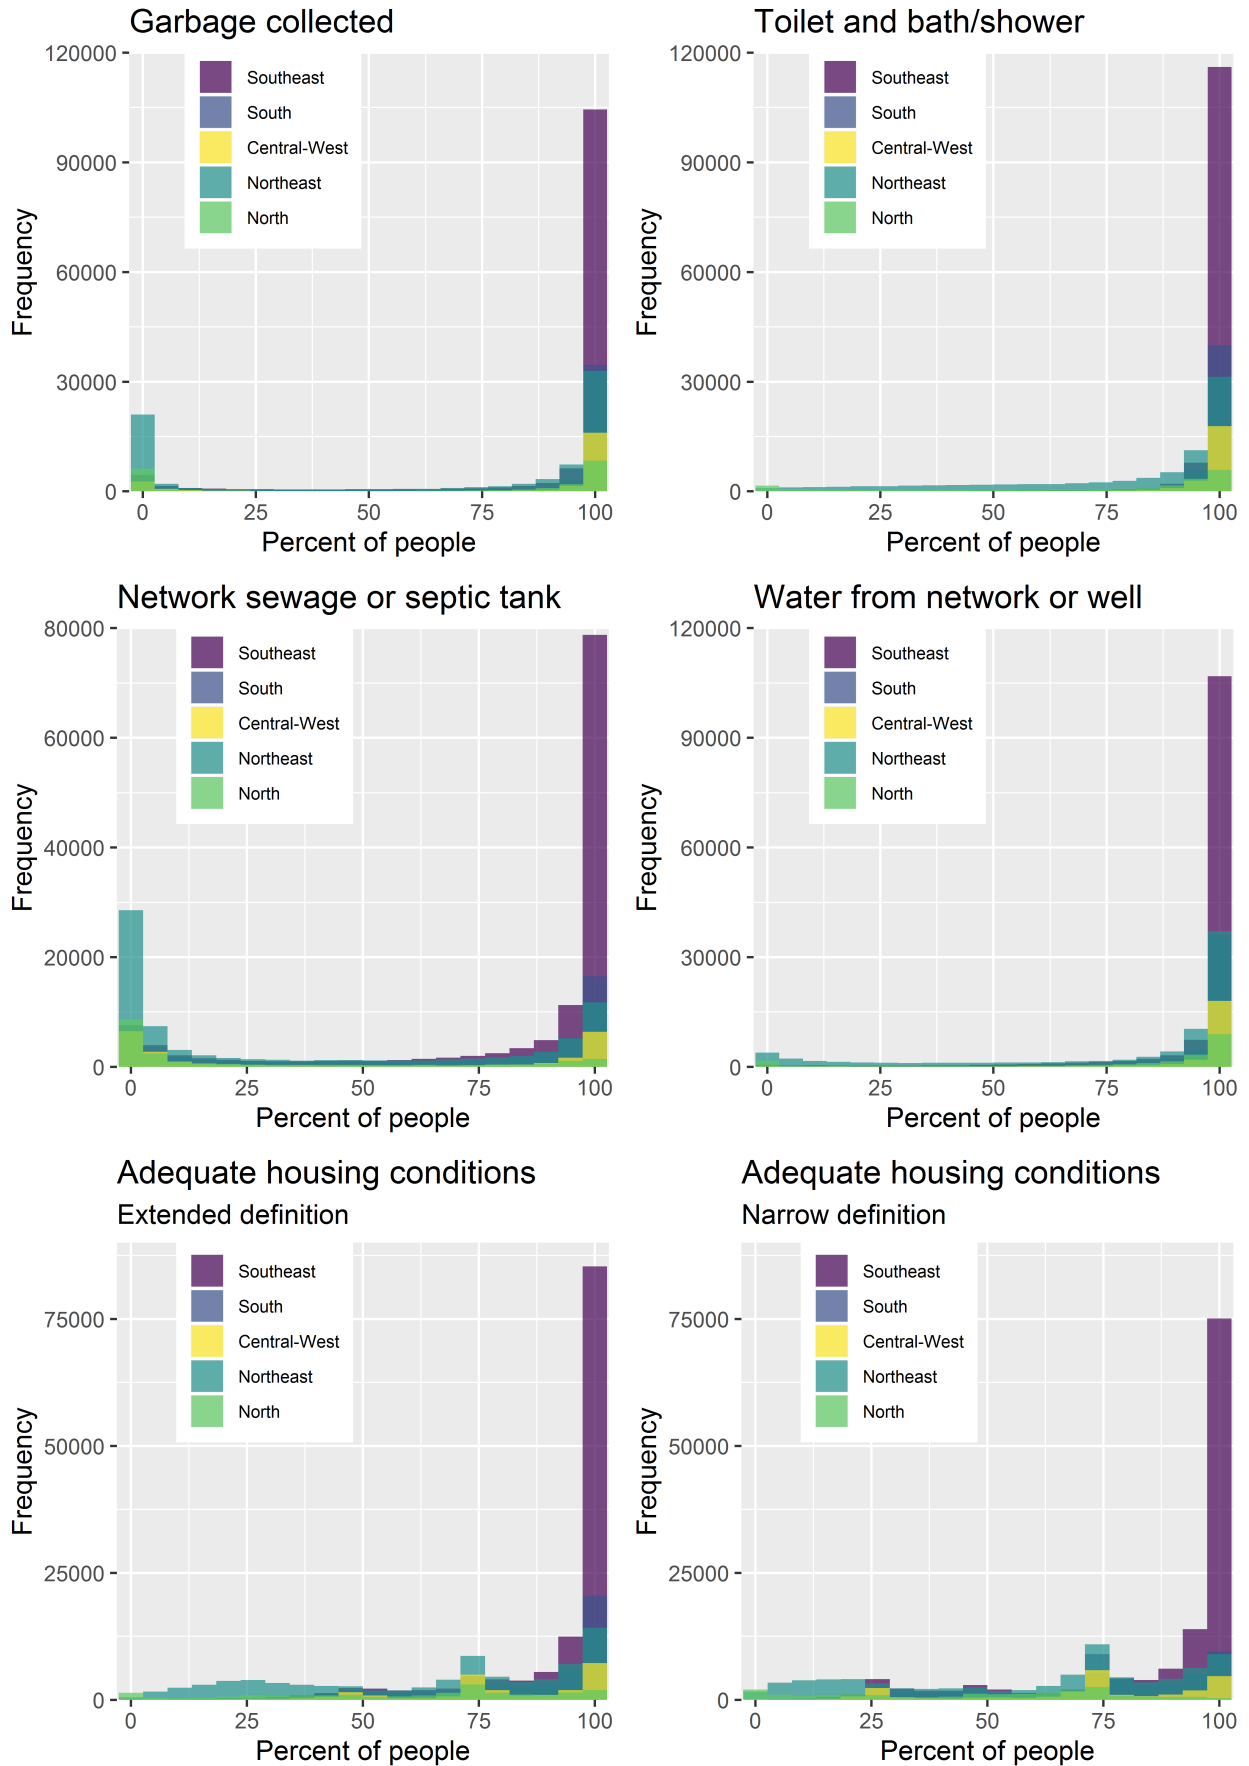 Garbage collected
Frequency
120000
90000
60000
30000
0
Southeast
South
Central-West
Northeast
North
0 25 50 75 100
Percent of people
Toilet and bath/shower
Frequency
120000
90000
60000
30000
0
Southeast
South
Central-West
Northeast
North
0 25 50 75 100
Percent of people
Network sewage or septic tank
Frequency
80000
60000
40000
20000
0
Southeast
South
Central-West
Northeast
North
0 25 50 75 100
Percent of people
Water from network or well
Frequency
120000
90000
60000
30000
0
Southeast
South
Central-West
Northeast
North
0 25 50 75 100
Percent of people
Adequate housing conditions
Extended definition
Frequency
75000
50000
25000
0
Southeast
South
Central-West
Northeast
North
0 25 50 75 100
Percent of people
Adequate housing conditions
Narrow definition
Frequency
75000
50000
25000
0
Southeast
South
Central-West
Northeast
North
0 25 50 75 100
Percent of people